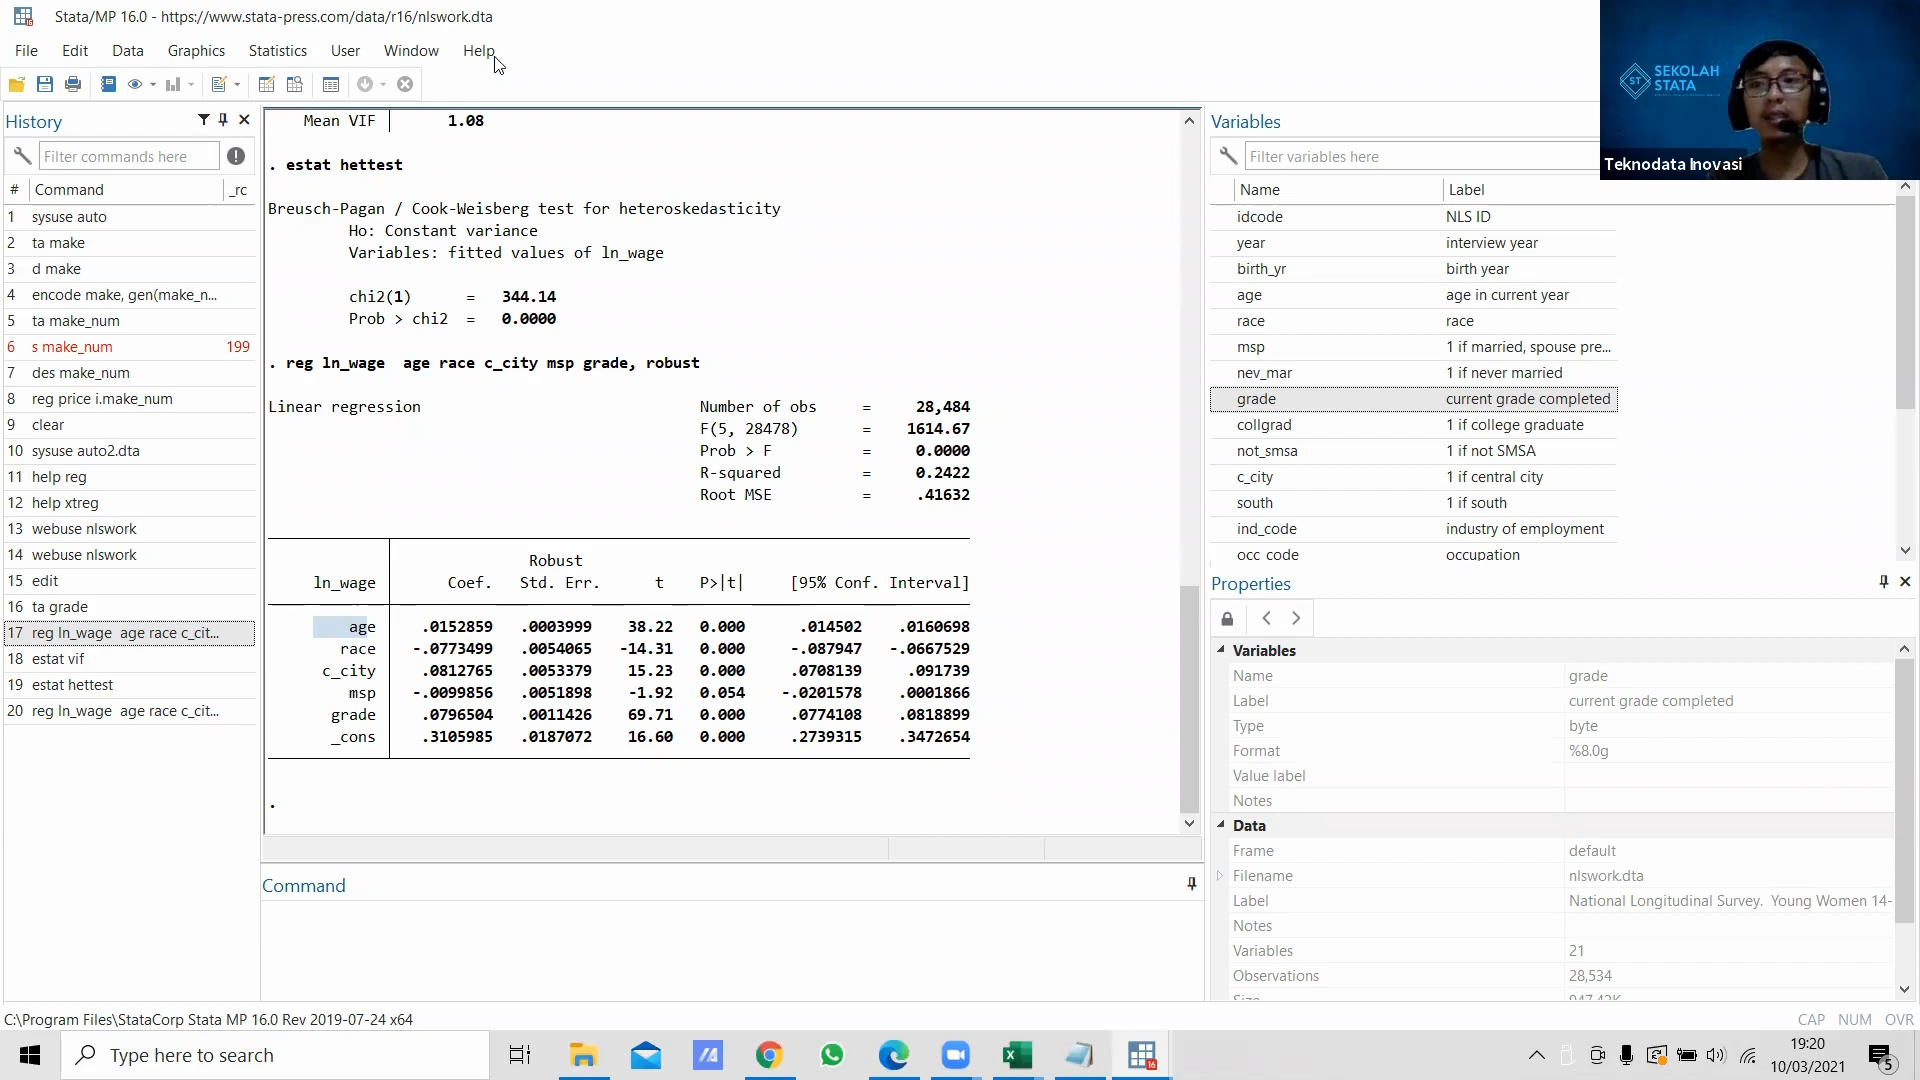 Stata/MP 16.0 - https://www.stata-press.com/data/r16/nlswork.dta
File Edit Data Graphics Statistics User Window Help
History
Filter commands here
# Command _rc
1 sysuse auto
2 ta make
3 d make
4 encode make, gen(make_n...
5 ta make_num
6 s make_num 199
7 des make_num
8 reg price i.make_num
9 clear
10 sysuse auto2.dta
11 help reg
12 help xtreg
13 webuse nlswork
14 webuse nlswork
15 edit
16 ta grade
17 reg ln_wage age race c_cit...
18 estat vif
19 estat hettest
20 reg ln_wage age race c_cit...
Mean VIF 1.08
. estat hettest
Breusch-Pagan / Cook-Weisberg test for heteroskedasticity
Ho: Constant variance
Variables: fitted values of ln_wage
chi2(1) = 344.14
Prob > chi2 = 0.0000
. reg ln_wage age race c_city msp grade, robust
Linear regression Number of obs = 28,484
F(5, 28478) = 1614.67
Prob > F = 0.0000
R-squared = 0.2422
Root MSE = .41632
Robust
ln_wage Coef. Std. Err. t P>|t| [95% Conf. Interval]
age .0152859 .0003999 38.22 0.000 .014502 .0160698
race -.0773499 .0054065 -14.31 0.000 -.087947 -.0667529
c_city .0812765 .0053379 15.23 0.000 .0708139 .091739
msp -.0099856 .0051898 -1.92 0.054 -.0201578 .0001866
grade .0796504 .0011426 69.71 0.000 .0774108 .0818899
_cons .3105985 .0187072 16.60 0.000 .2739315 .3472654
.
Command
Variables
Filter variables here
Name Label
idcode NLS ID
year interview year
birth_yr birth year
age age in current year
race race
msp 1 if married, spouse pre...
nev_mar 1 if never married
grade current grade completed
collgrad 1 if college graduate
not_smsa 1 if not SMSA
c_city 1 if central city
south 1 if south
ind_code industry of employment
occ code occupation
Properties
Variables
Name grade
Label current grade completed
Type byte
Format %8.0g
Value label
Notes
Data
Frame default
Filename nlswork.dta
Label National Longitudinal Survey. Young Women 14-
Notes
Variables 21
Observations 28,534
Size 947.42K
ST SEKOLAH
STATA
Teknodata Inovasi
C:\Program Files\StataCorp Stata MP 16.0 Rev 2019-07-24 x64
CAP NUM OVR
Type here to search
16
19:20
10/03/2021
5